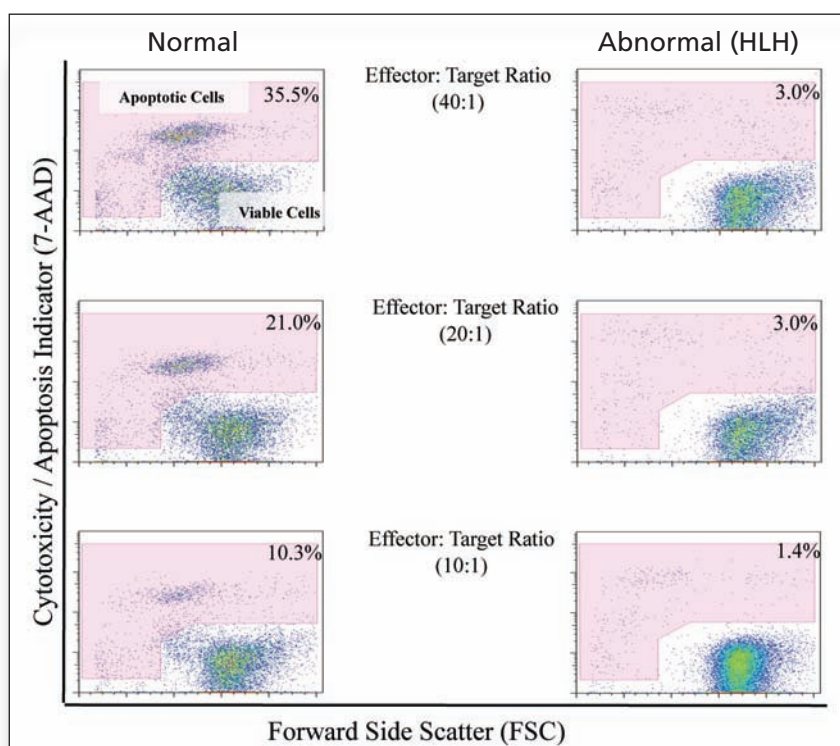 Normal
Abnormal (HLH)
Apoptotic Cells
35.5%
Viable Cells
Effector: Target Ratio
(40:1)
3.0%
21.0%
Effector: Target Ratio
(20:1)
3.0%
10.3%
Effector: Target Ratio
(10:1)
1.4%
Cytotoxicity / Apoptosis Indicator (7-AAD)
Forward Side Scatter (FSC)